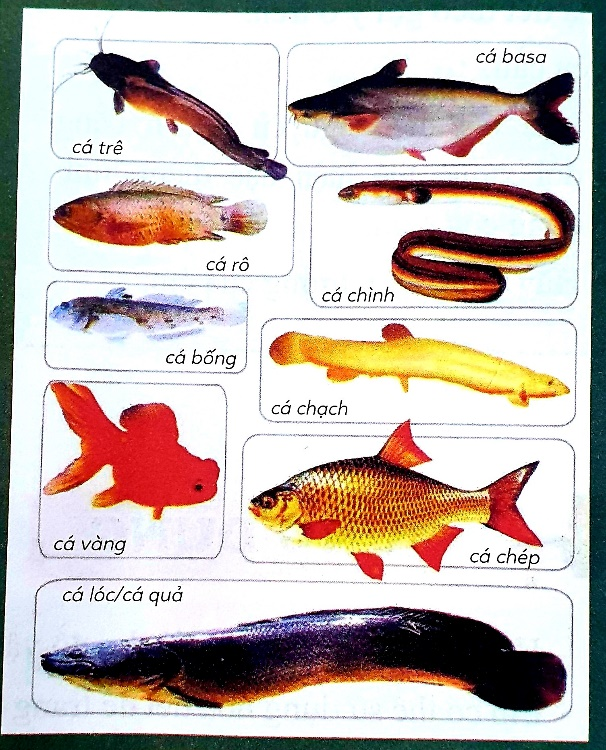 cá basa
cá trê
cá rô
cá chình
cá bống
cá chạch
cá vàng
cá chép
cá lóc/cá quả